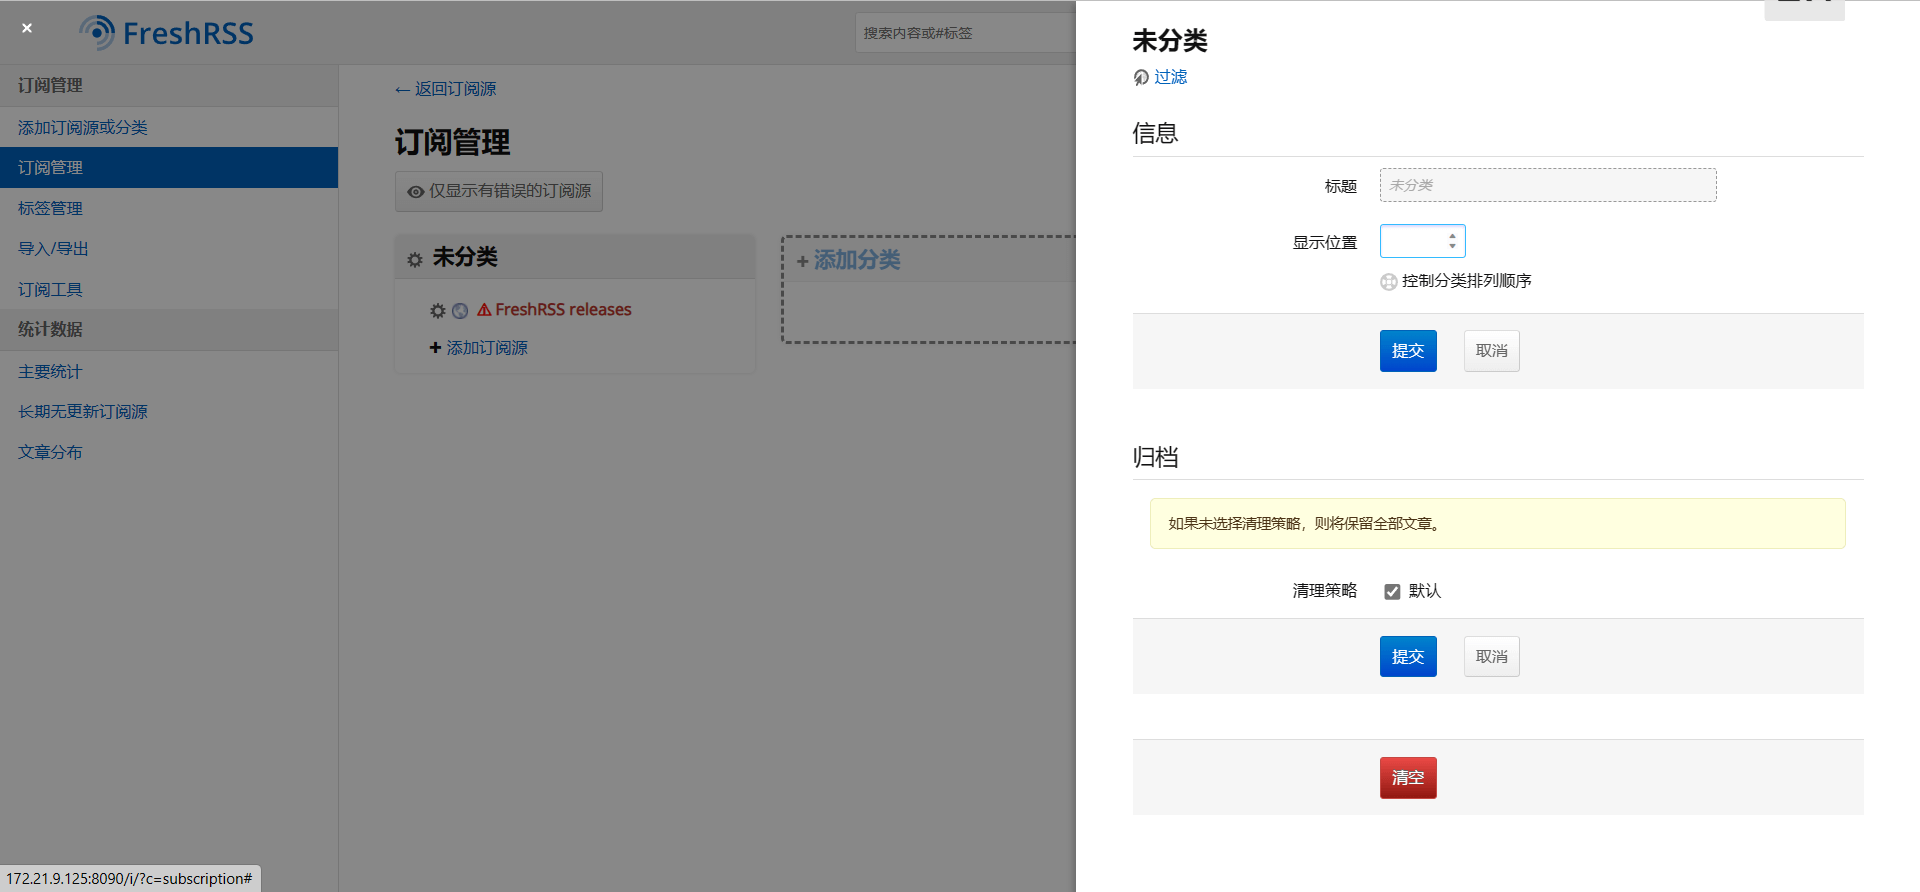 ×
FreshRSS
搜索内容或#标签
订阅管理
添加订阅源或分类
订阅管理
标签管理
导入/导出
订阅工具
统计数据
主要统计
长期无更新订阅源
文章分布
← 返回订阅源
订阅管理
仅显示有错误的订阅源
未分类
FreshRSS releases
添加订阅源
添加分类
未分类
过滤
信息
标题 未分类
显示位置
控制分类排列顺序
提交 取消
归档
如果未选择清理策略，则将保留全部文章。
清理策略 默认
提交 取消
清空
172.21.9.125:8090/i/?c=subscription#